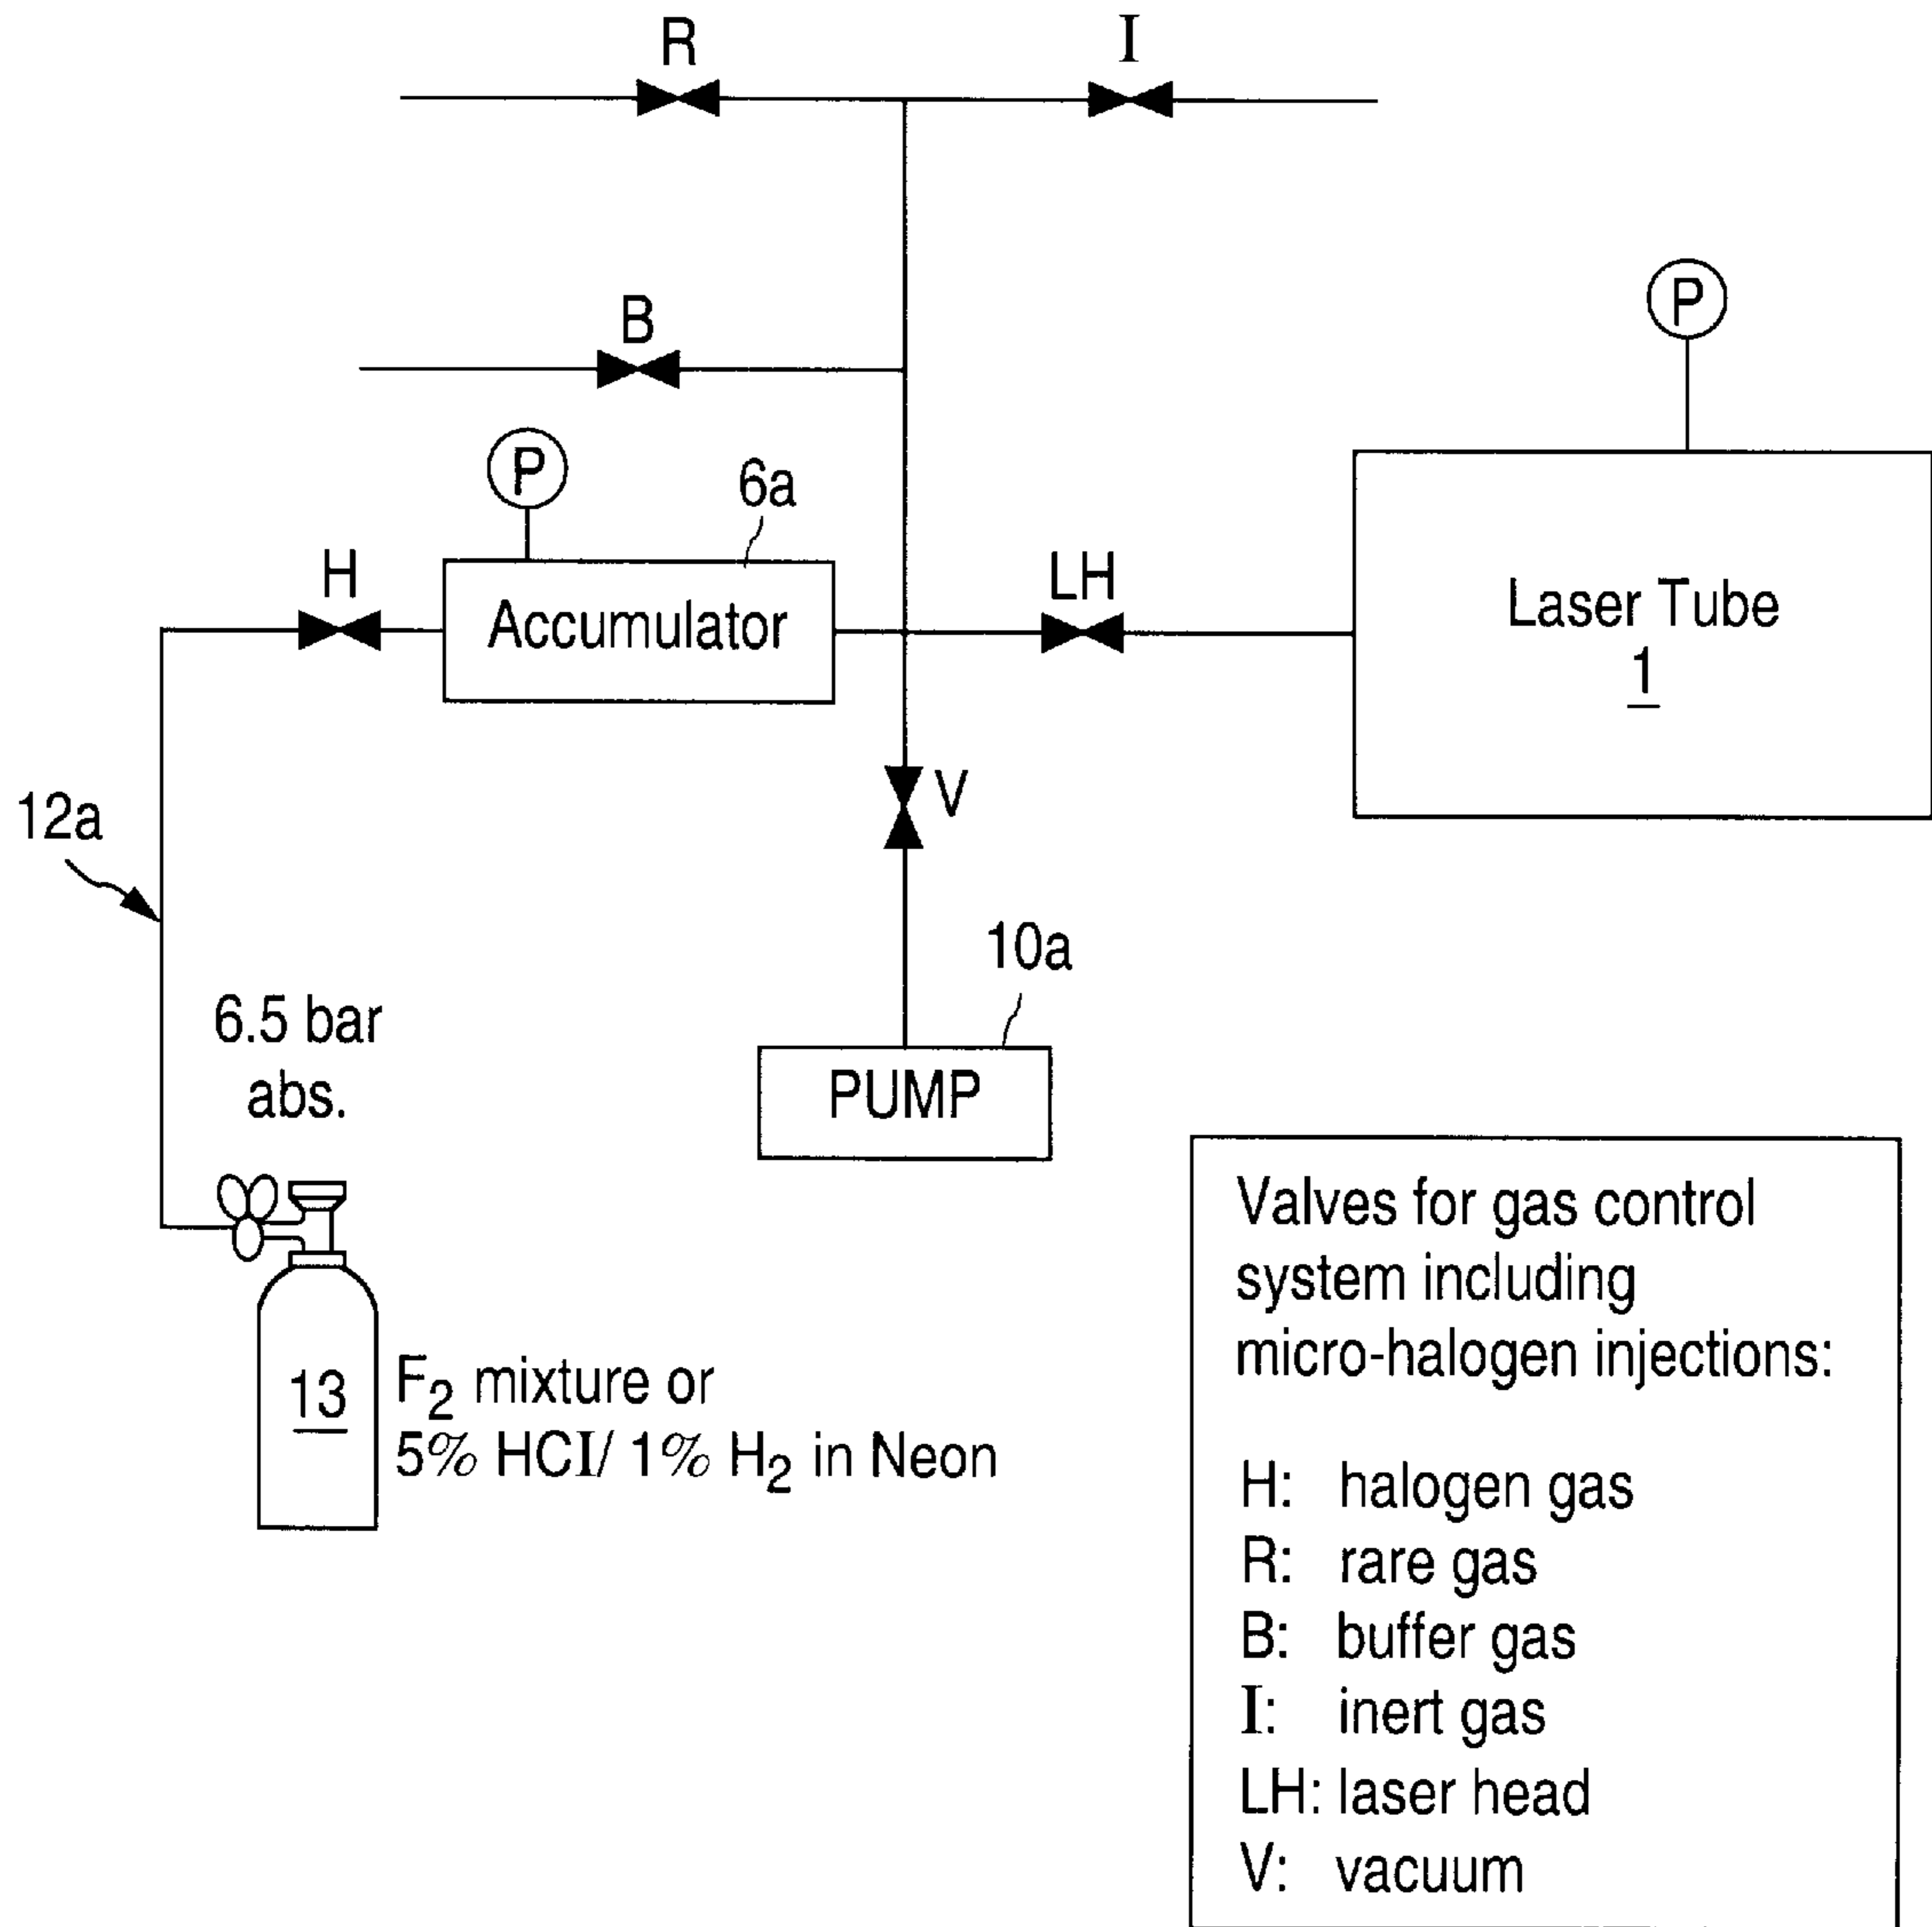 R
I
B
P
P
6a
H
Accumulator
LH
Laser Tube
1
V
12a
10a
6.5 bar
abs.
PUMP
13
F2 mixture or
5% HCI/ 1% H2 in Neon
Valves for gas control
system including
micro-halogen injections:
H: halogen gas
R: rare gas
B: buffer gas
I: inert gas
LH: laser head
V: vacuum